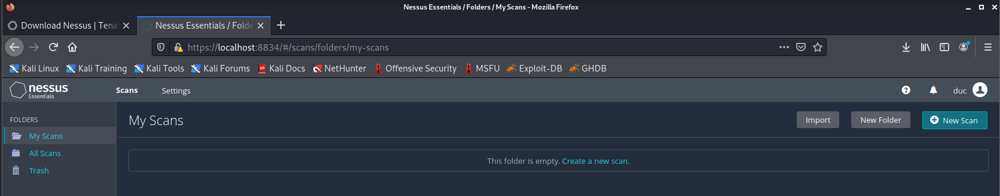 Nessus Essentials / Folders / My Scans - Mozilla Firefox
Download Nessus | Tena
Nessus Essentials / Folde
https://localhost:8834/#/scans/folders/my-scans
Kali Linux Kali Training Kali Tools Kali Forums Kali Docs NetHunter Offensive Security MSFU Exploit-DB GHDB
nessus
Essentials
Scans Settings
duc
FOLDERS
My Scans
All Scans
Trash
My Scans
Import New Folder New Scan
This folder is empty. Create a new scan.